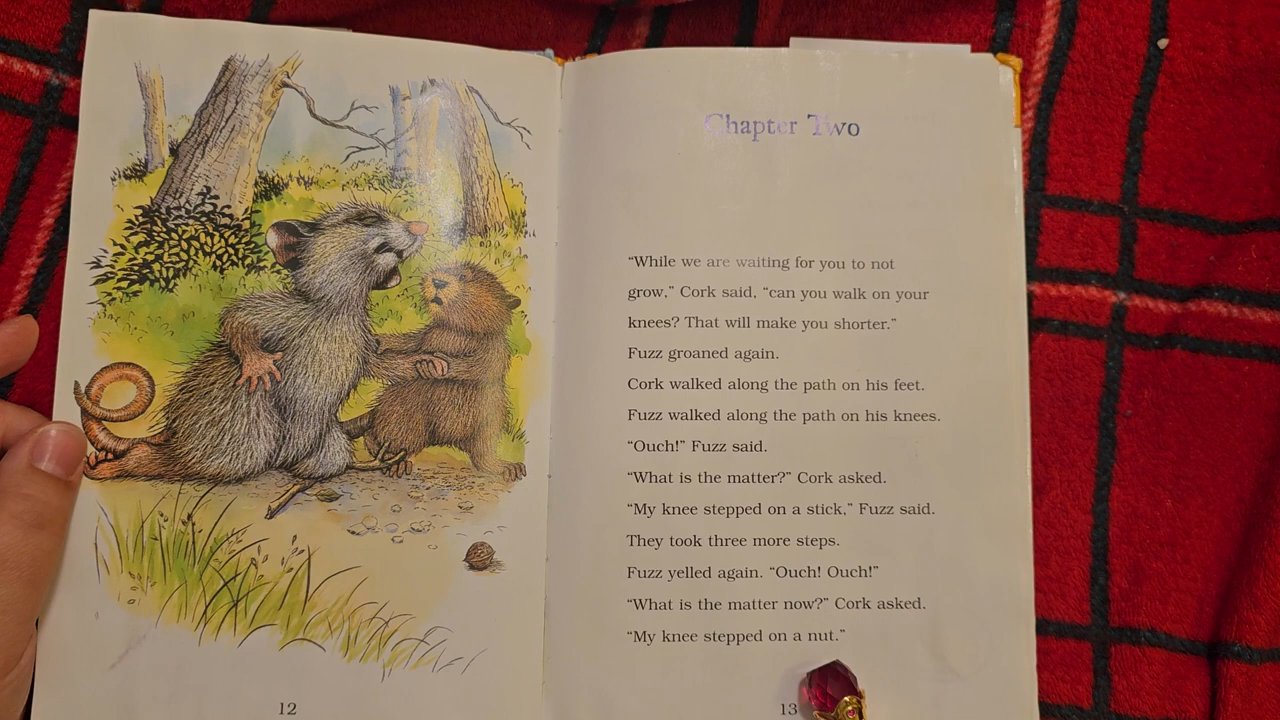 Chapter Two
“While we are waiting for you to not
grow,” Cork said, “can you walk on your
knees? That will make you shorter.”
Fuzz groaned again.
Cork walked along the path on his feet.
Fuzz walked along the path on his knees.
“Ouch!” Fuzz said.
“What is the matter?” Cork asked.
“My knee stepped on a stick,” Fuzz said.
They took three more steps.
Fuzz yelled again. “Ouch! Ouch!”
“What is the matter now?” Cork asked.
“My knee stepped on a nut.”
12
13